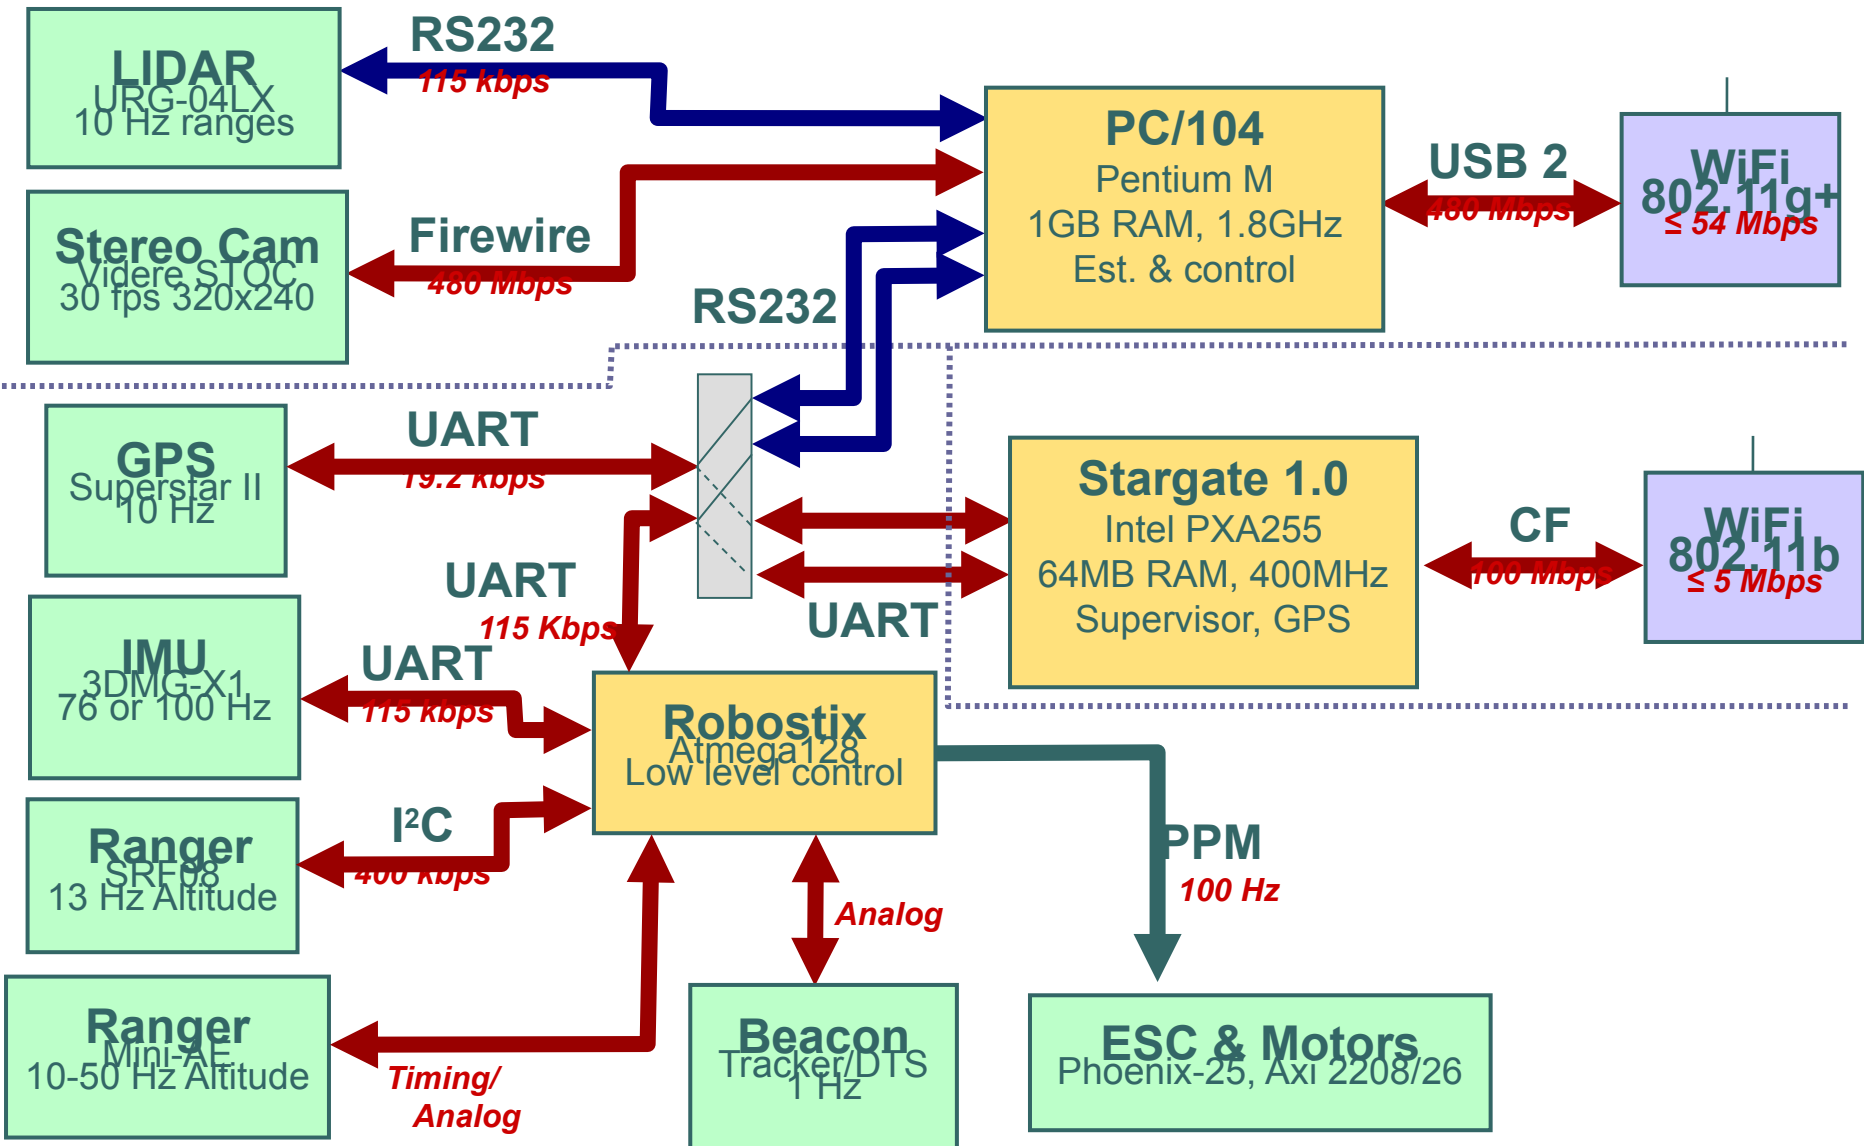 LIDAR
URG-04LX
10 Hz ranges
RS232
115 kbps
PC/104
Pentium M
1GB RAM, 1.8GHz
Est. & control
USB 2
480 Mbps
WiFi
802.11g+
≤ 54 Mbps
Stereo Cam
Videre STOC
30 fps 320x240
Firewire
480 Mbps
RS232
GPS
Superstar II
10 Hz
UART
19.2 kbps
Stargate 1.0
Intel PXA255
64MB RAM, 400MHz
Supervisor, GPS
CF
100 Mbps
WiFi
802.11b
≤ 5 Mbps
UART
115 Kbps
UART
IMU
3DMG-X1
76 or 100 Hz
UART
115 kbps
Robostix
Atmega128
Low level control
Ranger
SRF08
13 Hz Altitude
I²C
400 kbps
PPM
100 Hz
Analog
Ranger
Mini-AE
10-50 Hz Altitude
Timing/
Analog
Beacon
Tracker/DTS
1 Hz
ESC & Motors
Phoenix-25, Axi 2208/26